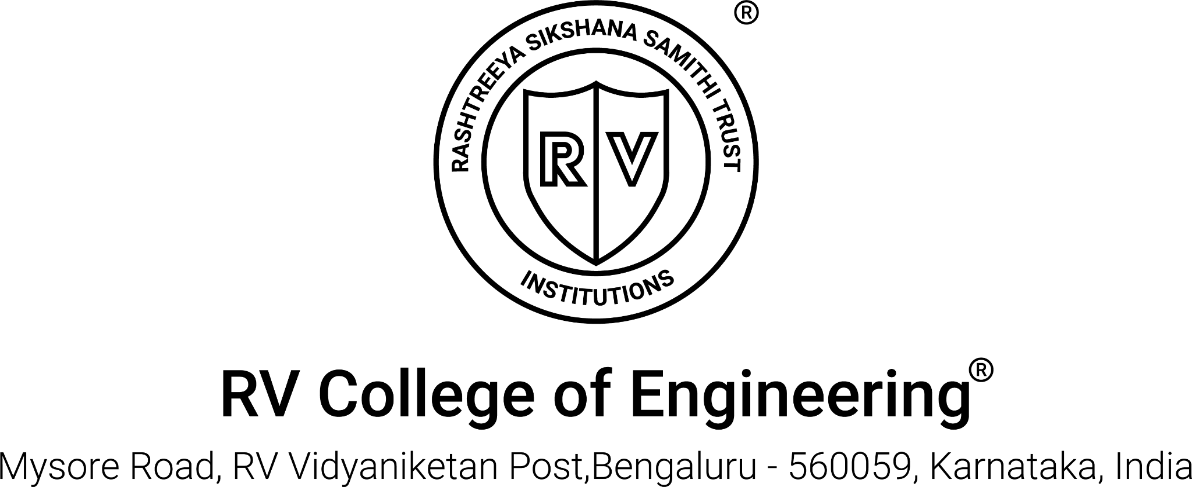 ®
RASHTREEYA SIKSHANA SAMITHI TRUST
RV
INSTITUTIONS
RV College of Engineering®
Mysore Road, RV Vidyaniketan Post,Bengaluru - 560059, Karnataka, India